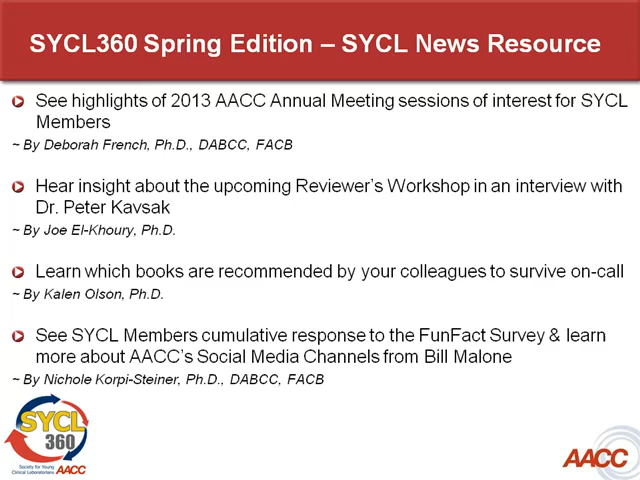 SYCL360 Spring Edition – SYCL News Resource
See highlights of 2013 AACC Annual Meeting sessions of interest for SYCL
Members
~ By Deborah French, Ph.D., DABCC, FACB
Hear insight about the upcoming Reviewer's Workshop in an interview with
Dr. Peter Kavsak
~ By Joe El-Khoury, Ph.D.
Learn which books are recommended by your colleagues to survive on-call
~ By Kalen Olson, Ph.D.
See SYCL Members cumulative response to the FunFact Survey & learn
more about AACC's Social Media Channels from Bill Malone
~ By Nichole Korpi-Steiner, Ph.D., DABCC, FACB
SYCL
360
Society for Young
Clinical Laboratorians AACC
AACC